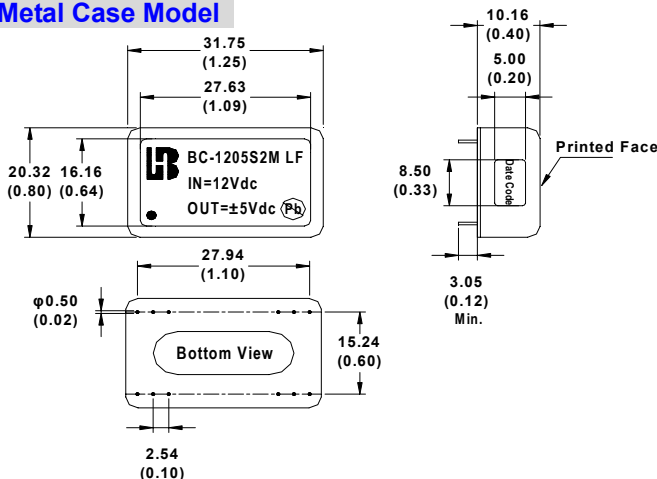 Metal Case Model
31.75
(1.25)
27.63
(1.09)
20.32
(0.80)
16.16
(0.64)
BC-1205S2M LF
IN=12Vdc
OUT=±5Vdc
Pb
10.16
(0.40)
5.00
(0.20)
8.50
(0.33)
Date Code
Printed Face
3.05
(0.12)
Min.
27.94
(1.10)
φ0.50
(0.02)
Bottom View
15.24
(0.60)
2.54
(0.10)